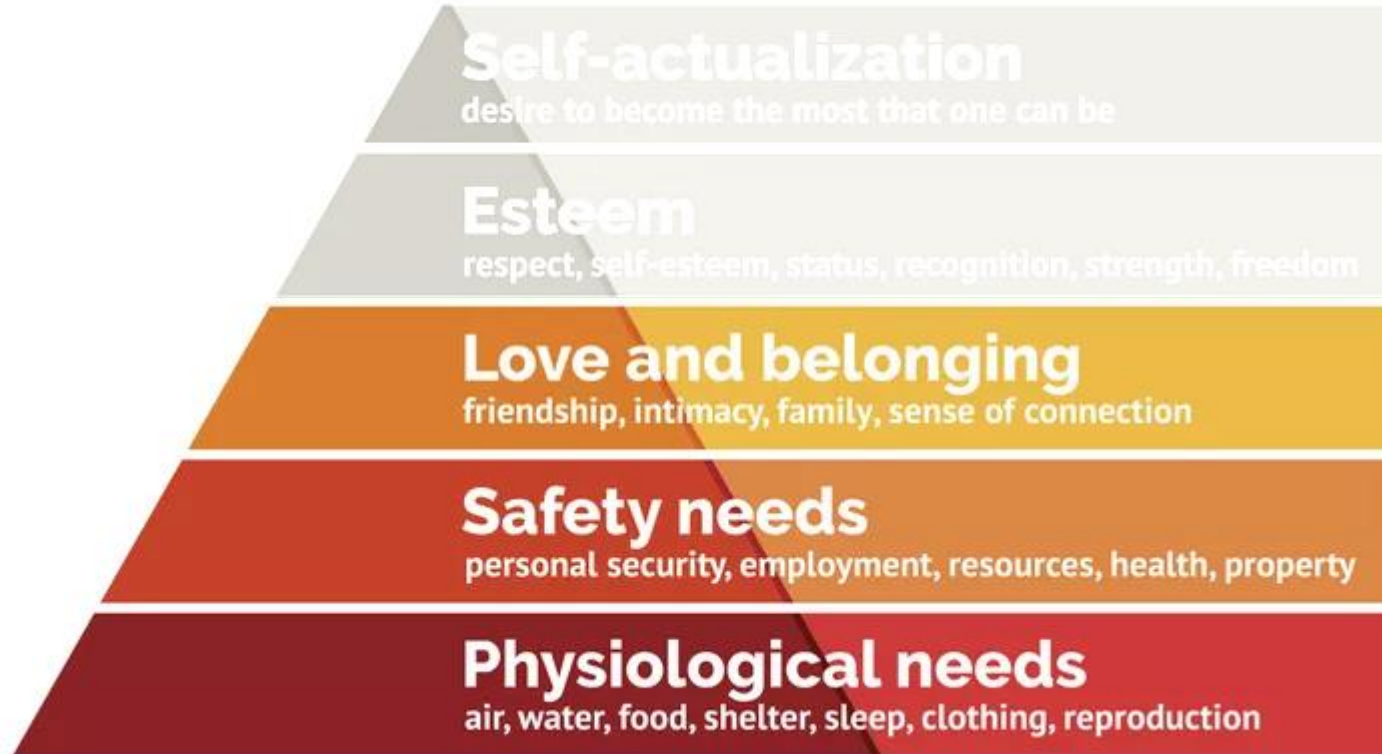 Self-actualization
desire to become the most that one can be
Esteem
respect, self-esteem, status, recognition, strength, freedom
Love and belonging
friendship, intimacy, family, sense of connection
Safety needs
personal security, employment, resources, health, property
Physiological needs
air, water, food, shelter, sleep, clothing, reproduction